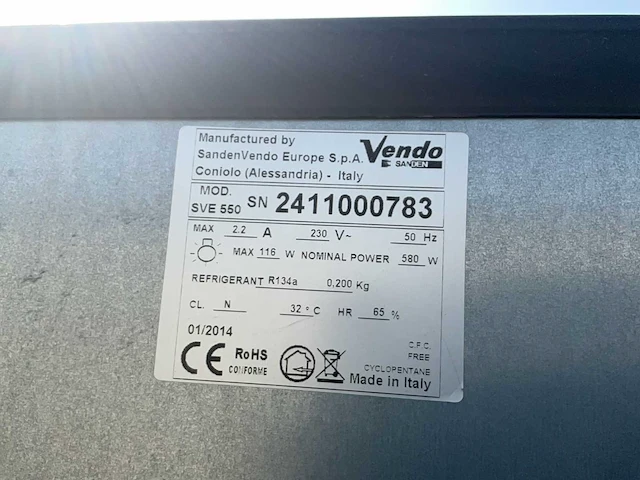 Manufactured by
SandenVendo Europe S.p.A.
Coniolo (Alessandria) - Italy
Vendo
SANDEN
MOD.
SVE 550 SN 2411000783
MAX 2.2 A 230 V~ 50 Hz
MAX 116 W NOMINAL POWER 580 W
REFRIGERANT R134a 0,200 Kg
CL. N 32 °C HR 65 %
01/2014
CE RoHS
CONFORME
C.F.C.
FREE
CYCLOPENTANE
Made in Italy